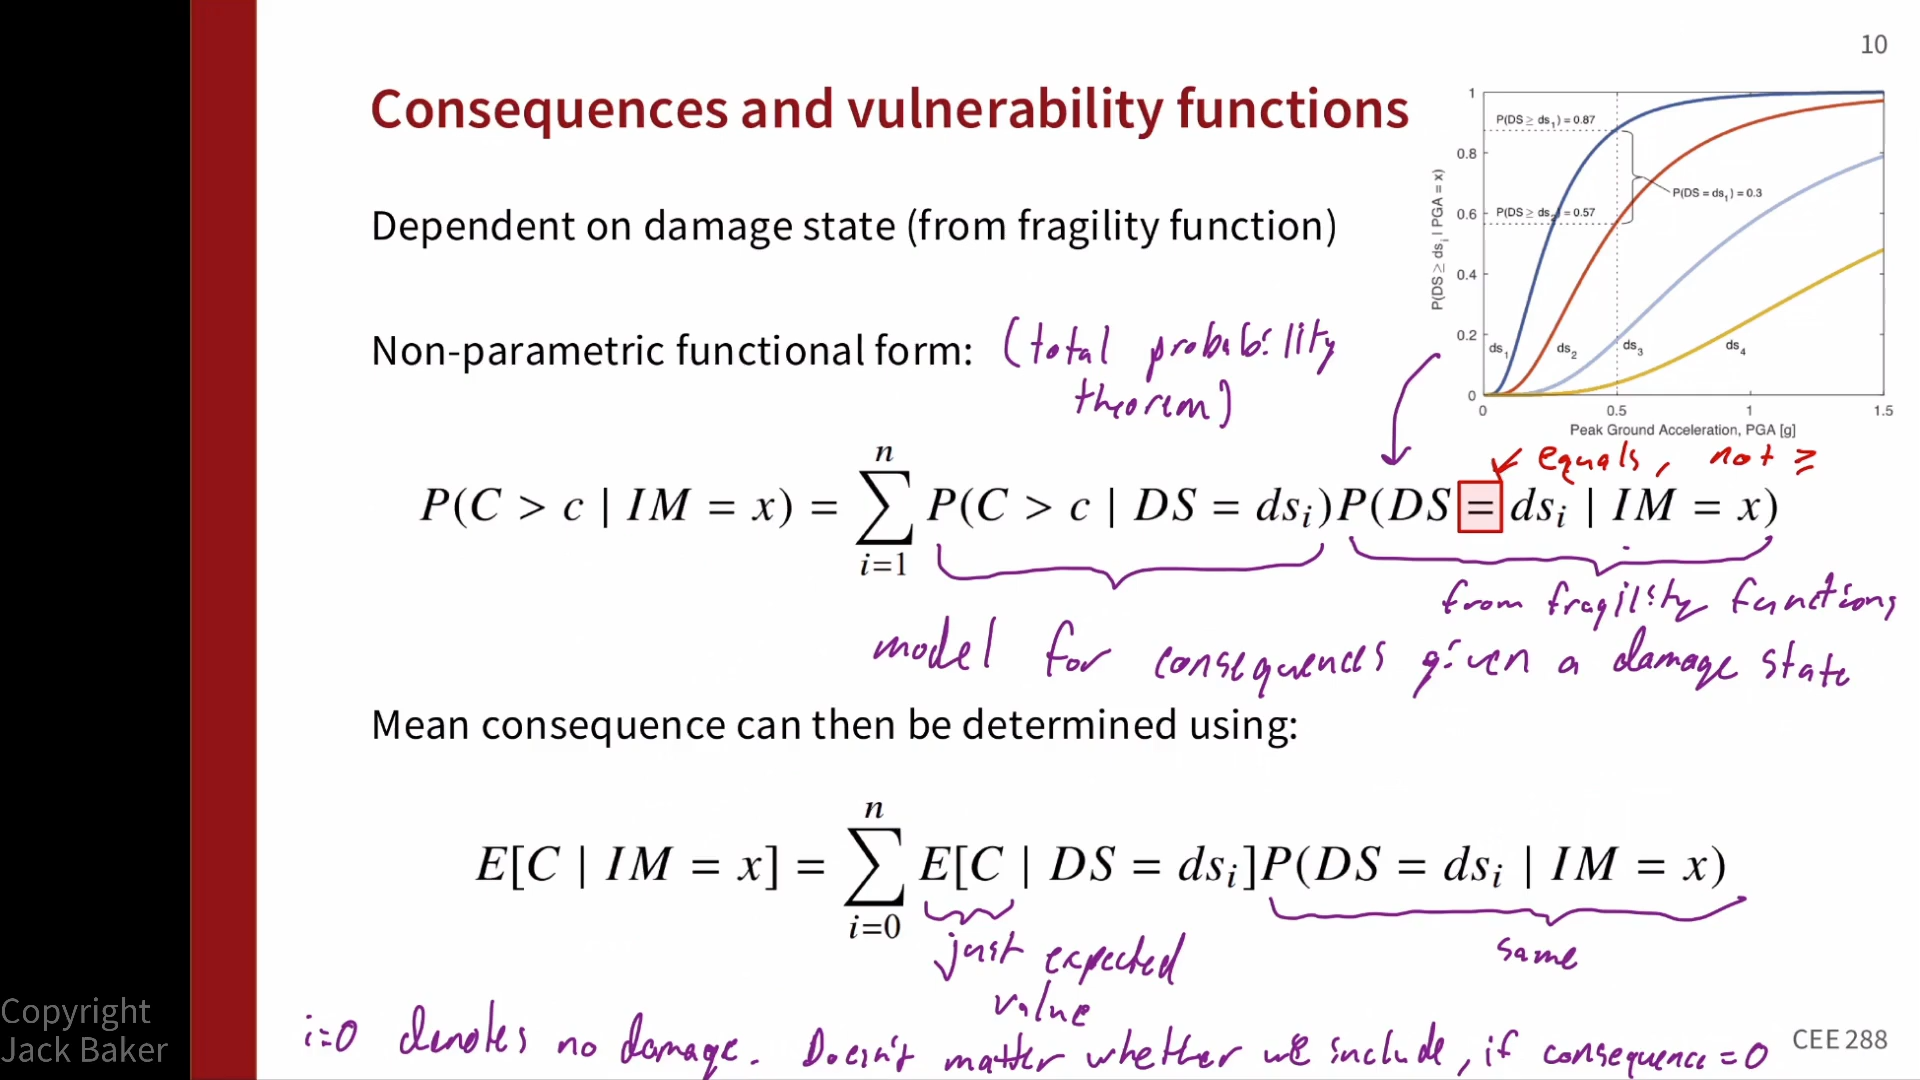 10
Consequences and vulnerability functions
Dependent on damage state (from fragility function)
Non-parametric functional form: (total probability
theorem)
1
0.8
0.6
0.4
0.2
0
P(DS ≥ ds_i | PGA = x)
P(DS ≥ ds_1) = 0.87
P(DS = ds_1) = 0.3
P(DS ≥ ds_2) = 0.57
ds_1 ds_2 ds_3 ds_4
0 0.5 1 1.5
Peak Ground Acceleration, PGA [g]
equals, not ≥
P(C > c | IM = x) = ∑_{i=1}^{n} P(C > c | DS = ds_i)P(DS = ds_i | IM = x)
from fragility functions
model for consequences given a damage state
Mean consequence can then be determined using:
E[C | IM = x] = ∑_{i=0}^{n} E[C | DS = ds_i]P(DS = ds_i | IM = x)
just expected
value
same
i=0 denotes no damage. Doesn't matter whether we include, if consequence = 0
CEE 288
Copyright
Jack Baker